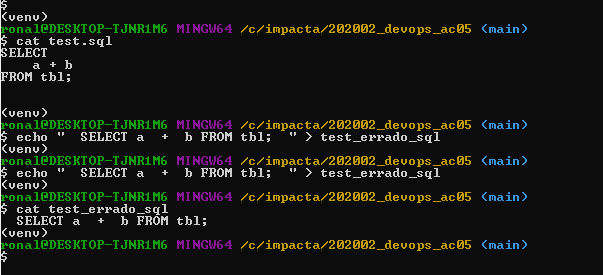 $
(venv)
ronal@DESKTOP-TJNR1M6 MINGW64 /c/impacta/202002_devops_ac05 (main)
$ cat test.sql
SELECT
    a + b
FROM tbl;
(venv)
ronal@DESKTOP-TJNR1M6 MINGW64 /c/impacta/202002_devops_ac05 (main)
$ echo "  SELECT a  +  b FROM tbl;  " > test_errado_sql
(venv)
ronal@DESKTOP-TJNR1M6 MINGW64 /c/impacta/202002_devops_ac05 (main)
$ echo "  SELECT a  +  b FROM tbl;  " > test_errado_sql
(venv)
ronal@DESKTOP-TJNR1M6 MINGW64 /c/impacta/202002_devops_ac05 (main)
$ cat test_errado_sql
  SELECT a  +  b FROM tbl;
(venv)
ronal@DESKTOP-TJNR1M6 MINGW64 /c/impacta/202002_devops_ac05 (main)
$